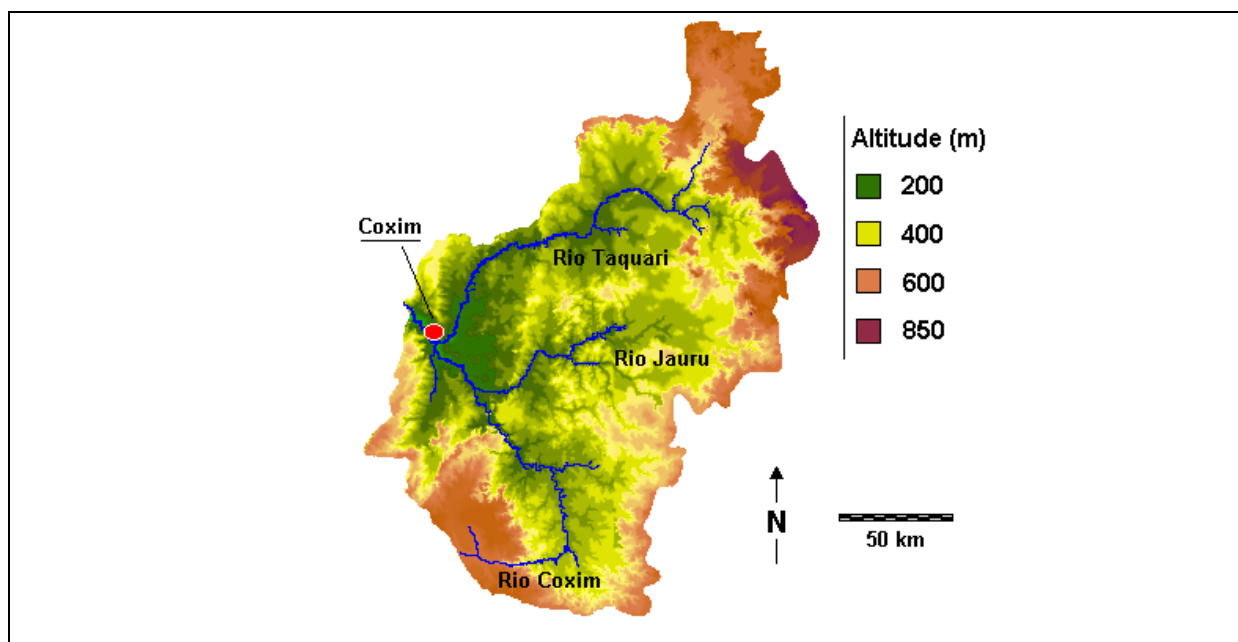 Altitude (m)
200
400
600
850
Coxim
Rio Taquari
Rio Jauru
Rio Coxim
N
50 km